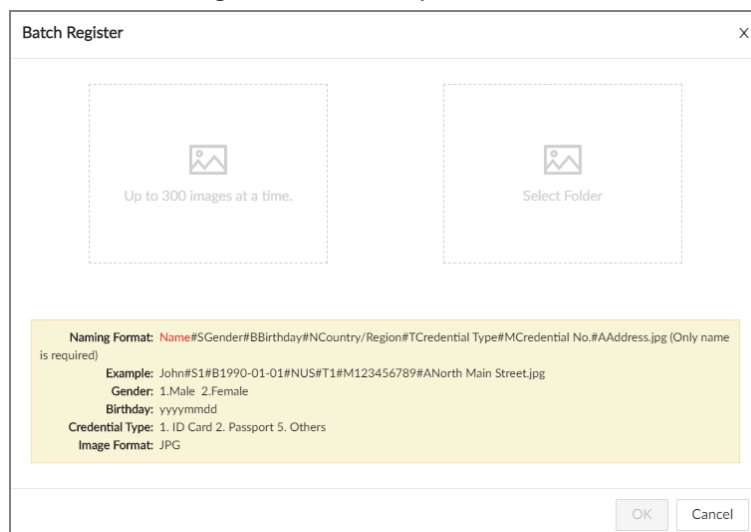 Batch Register X
Up to 300 images at a time. Select Folder
Naming Format: Name#SGender#BBirthday#NCountry/Region#TCredential Type#MCredential No.#AAddress.jpg (Only name
is required)
Example: John#S1#B1990-01-01#NUS#T1#M123456789#ANorth Main Street.jpg
Gender: 1.Male 2.Female
Birthday: yyyymmdd
Credential Type: 1. ID Card 2. Passport 5. Others
Image Format: JPG
OK Cancel